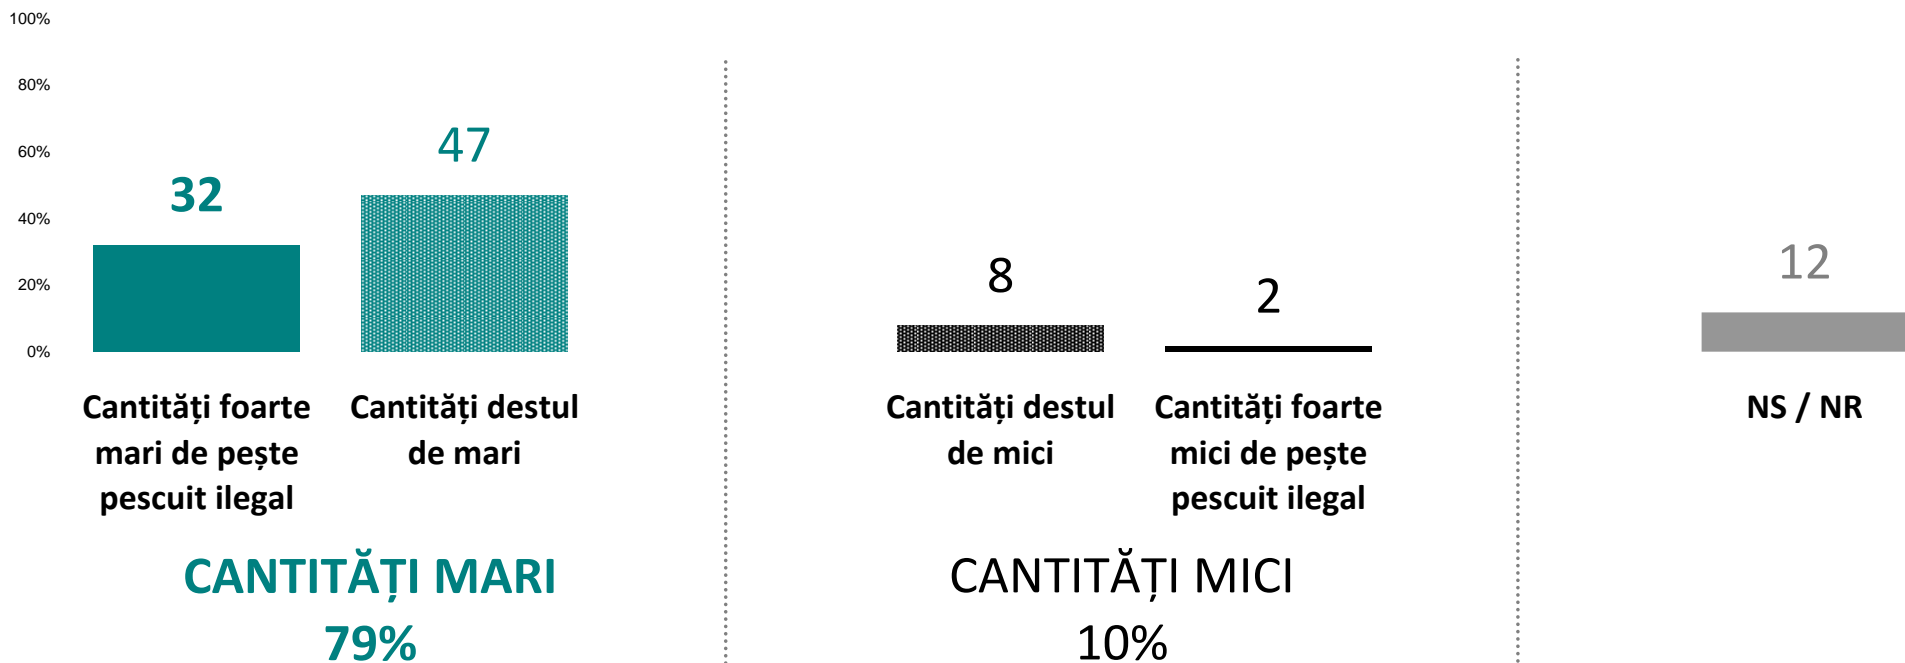 100%
80%
60%
40%
20%
0%
32
47
8
2
12
Cantități foarte
mari de pește
pescuit ilegal
Cantități destul
de mari
Cantități destul
de mici
Cantități foarte
mici de pește
pescuit ilegal
NS / NR
CANTITĂȚI MARI
79%
CANTITĂȚI MICI
10%